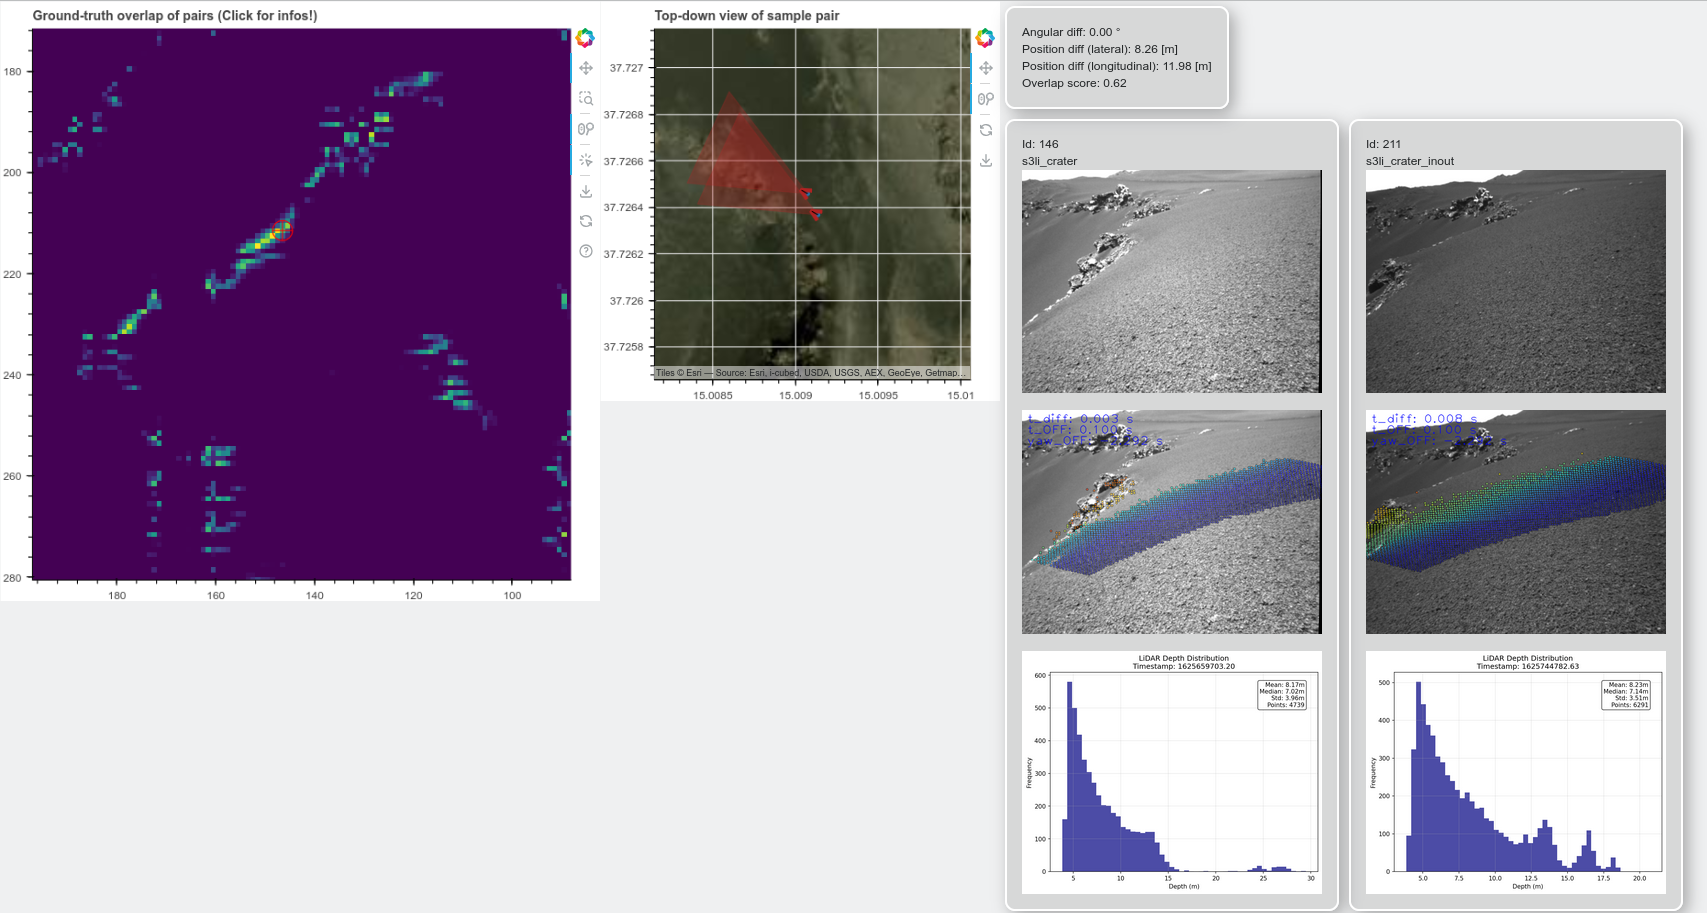 Ground-truth overlap of pairs (Click for infos!)
180
200
220
240
260
280
180
160
140
120
100
Top-down view of sample pair
37.727
37.7268
37.7266
37.7264
37.7262
37.726
37.7258
Tiles © Esri — Source: Esri, i-cubed, USDA, USGS, AEX, GeoEye, Getmap...
15.0085
15.009
15.0095
15.01
Angular diff: 0.00 °
Position diff (lateral): 8.26 [m]
Position diff (longitudinal): 11.98 [m]
Overlap score: 0.62
Id: 146
s3li_crater
t_diff: 0.003 s
t_OFF: 0.100 s
yaw_OFF: s
LiDAR Depth Distribution
Timestamp: 1625659703.20
Mean: 8.17m
Median: 7.02m
Std: 3.96m
Points: 4739
Frequency
600
500
400
300
200
100
0
5
10
15
20
25
30
Depth (m)
Id: 211
s3li_crater_inout
t_diff: 0.008 s
t_OFF: 0.100 s
yaw_OFF: s
LiDAR Depth Distribution
Timestamp: 1625744782.63
Mean: 8.23m
Median: 7.14m
Std: 3.51m
Points: 6291
Frequency
500
400
300
200
100
0
5.0
7.5
10.0
12.5
15.0
17.5
20.0
Depth (m)